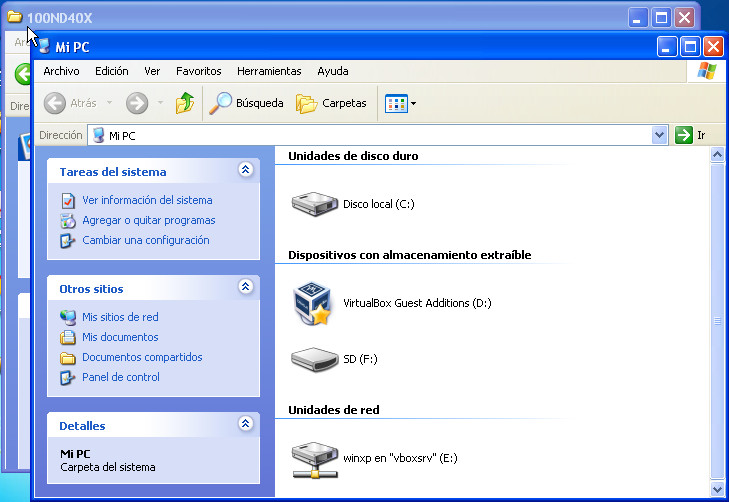 100ND40X
Mi PC
Archivo Edición Ver Favoritos Herramientas Ayuda
Atrás Búsqueda Carpetas
Dirección Mi PC Ir
Tareas del sistema
Ver información del sistema
Agregar o quitar programas
Cambiar una configuración
Otros sitios
Mis sitios de red
Mis documentos
Documentos compartidos
Panel de control
Detalles
Mi PC
Carpeta del sistema
Unidades de disco duro
Disco local (C:)
Dispositivos con almacenamiento extraíble
VirtualBox Guest Additions (D:)
SD (F:)
Unidades de red
winxp en "vboxsrv" (E:)